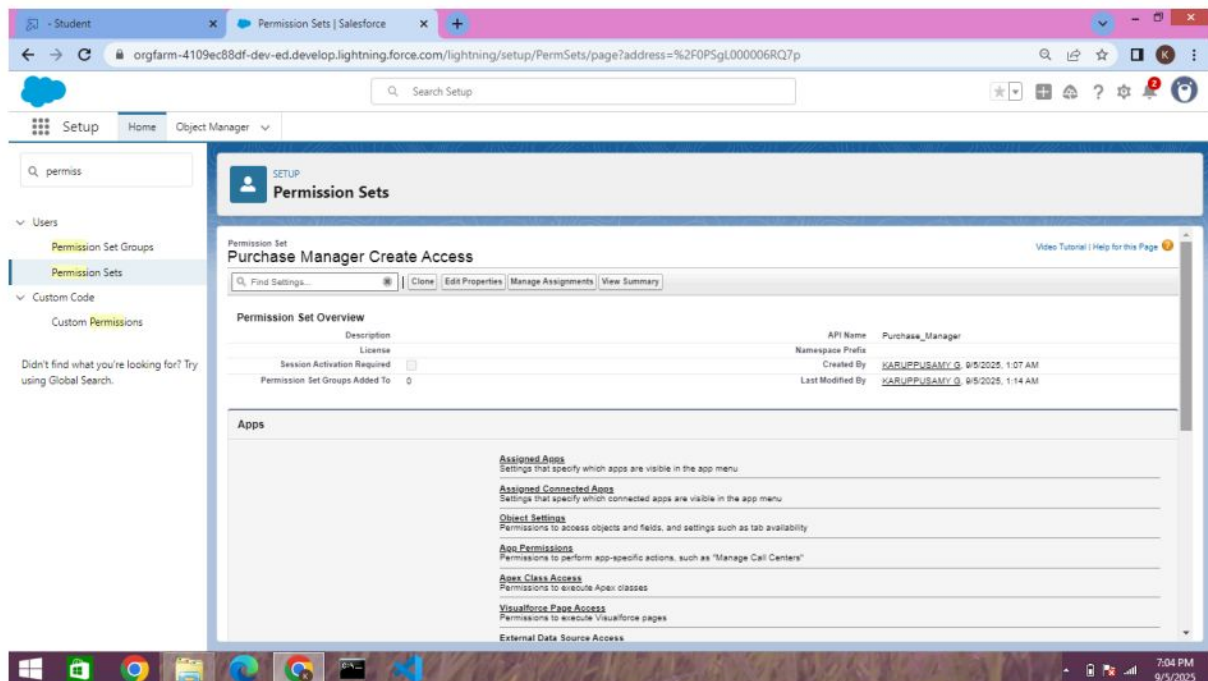 - Student
Permission Sets | Salesforce
orgfarm-4109ec88df-dev-ed.develop.lightning.force.com/lightning/setup/PermSets/page?address=%2F0PSgL000006RQ7p
K
Search Setup
2
Setup
Home
Object Manager
permiss
Users
Permission Set Groups
Permission Sets
Custom Code
Custom Permissions
Didn't find what you're looking for? Try
using Global Search.
SETUP
Permission Sets
Permission Set
Purchase Manager Create Access
Video Tutorial | Help for this Page
Find Settings...
Clone Edit Properties Manage Assignments View Summary
Permission Set Overview
Description API Name Purchase_Manager
License Namespace Prefix
Session Activation Required Created By KARUPPUSAMY G, 9/5/2025, 1:07 AM
Permission Set Groups Added To 0 Last Modified By KARUPPUSAMY G, 9/5/2025, 1:14 AM
Apps
Assigned Apps
Settings that specify which apps are visible in the app menu
Assigned Connected Apps
Settings that specify which connected apps are visible in the app menu
Object Settings
Permissions to access objects and fields, and settings such as tab availability
App Permissions
Permissions to perform app-specific actions, such as "Manage Call Centers"
Apex Class Access
Permissions to execute Apex classes
Visualforce Page Access
Permissions to execute Visualforce pages
External Data Source Access
7:04 PM
9/5/2025